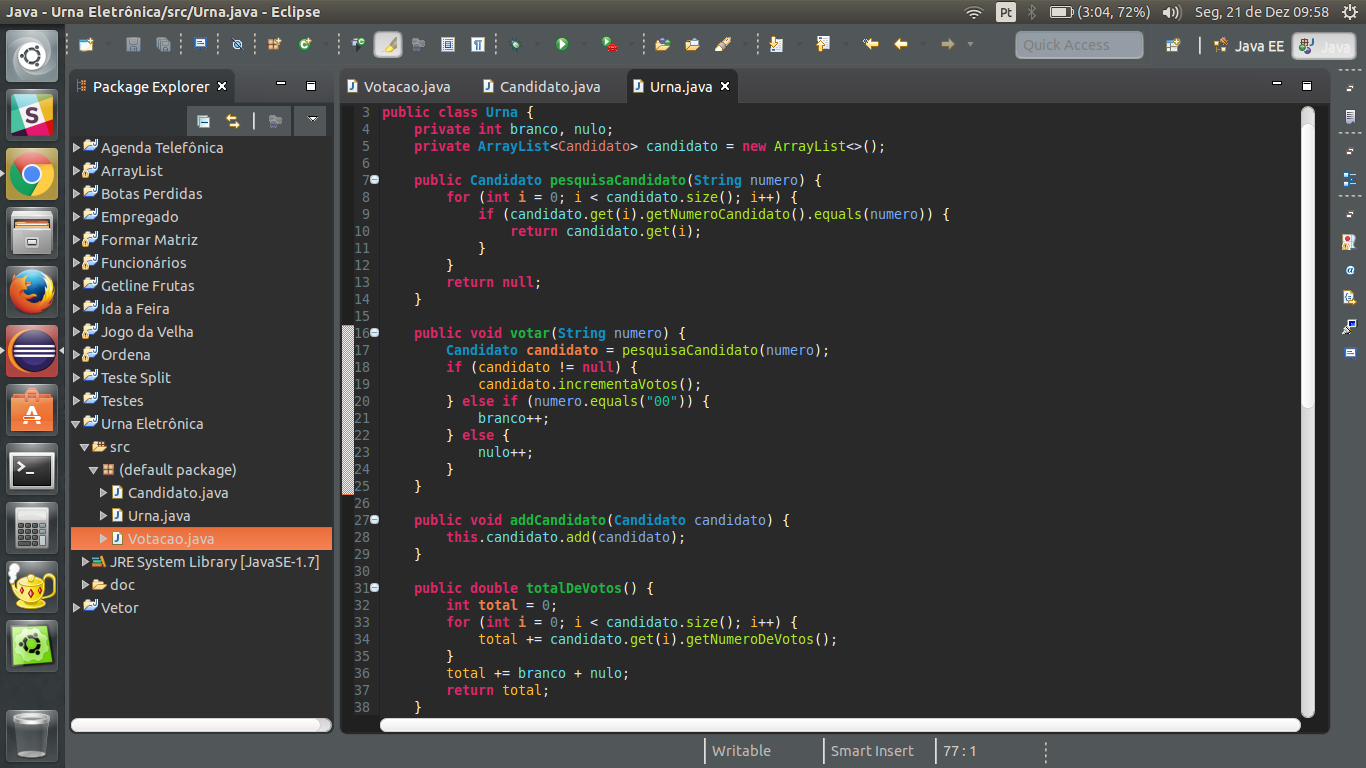 Java - Urna Eletrônica/src/Urna.java - Eclipse
Pt
(3:04, 72%)
Seg, 21 de Dez 09:58
Quick Access
Java EE
Java
Package Explorer
Votacao.java
Candidato.java
Urna.java
Agenda Telefônica
ArrayList
Botas Perdidas
Empregado
Formar Matriz
Funcionários
Getline Frutas
Ida a Feira
Jogo da Velha
Ordena
Teste Split
Testes
Urna Eletrônica
src
(default package)
Candidato.java
Urna.java
Votacao.java
JRE System Library [JavaSE-1.7]
doc
Vetor
3 public class Urna {
4 private int branco, nulo;
5 private ArrayList<Candidato> candidato = new ArrayList<>();
6
7 public Candidato pesquisaCandidato(String numero) {
8 for (int i = 0; i < candidato.size(); i++) {
9 if (candidato.get(i).getNumeroCandidato().equals(numero)) {
10 return candidato.get(i);
11 }
12 }
13 return null;
14 }
15
16 public void votar(String numero) {
17 Candidato candidato = pesquisaCandidato(numero);
18 if (candidato != null) {
19 candidato.incrementaVotos();
20 } else if (numero.equals("00")) {
21 branco++;
22 } else {
23 nulo++;
24 }
25 }
26
27 public void addCandidato(Candidato candidato) {
28 this.candidato.add(candidato);
29 }
30
31 public double totalDeVotos() {
32 int total = 0;
33 for (int i = 0; i < candidato.size(); i++) {
34 total += candidato.get(i).getNumeroDeVotos();
35 }
36 total += branco + nulo;
37 return total;
38 }
Writable
Smart Insert
77 : 1